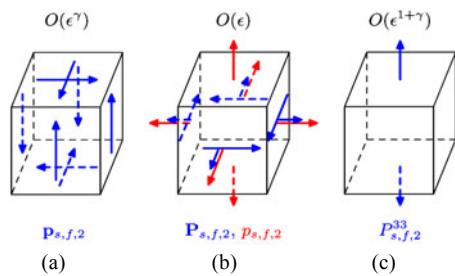 O(ϵ^γ) O(ϵ) O(ϵ^{1+γ})
𝐩_{s,f,2} 𝐏_{s,f,2}, p_{s,f,2} P^{33}_{s,f,2}
(a) (b) (c)